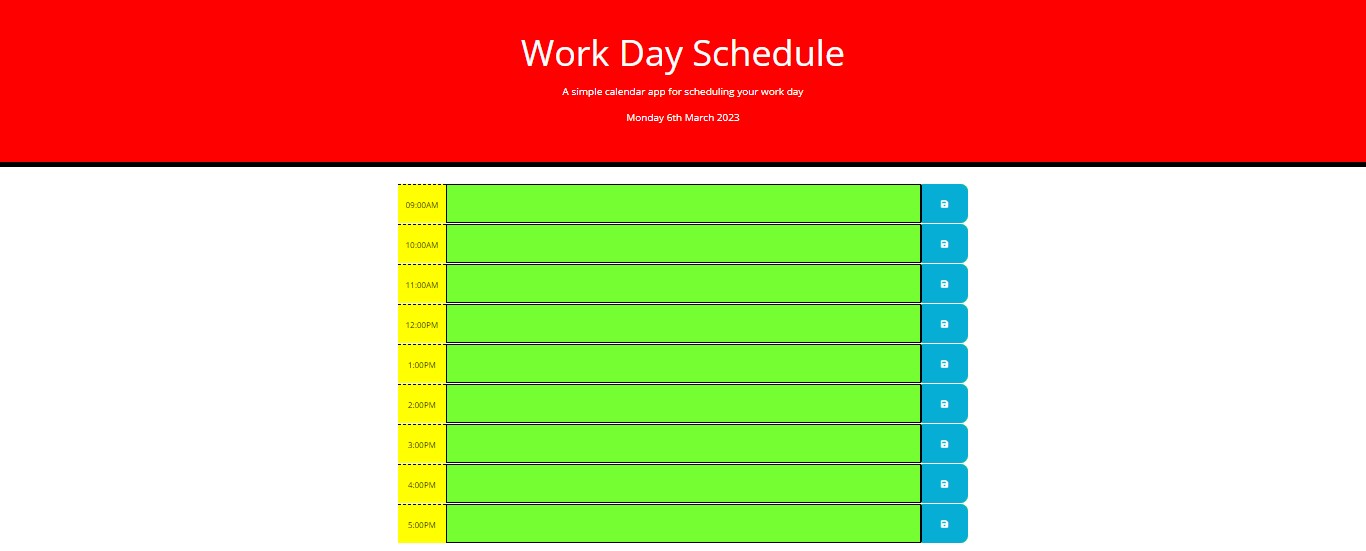 Work Day Schedule
A simple calendar app for scheduling your work day
Monday 6th March 2023
09:00AM
10:00AM
11:00AM
12:00PM
1:00PM
2:00PM
3:00PM
4:00PM
5:00PM